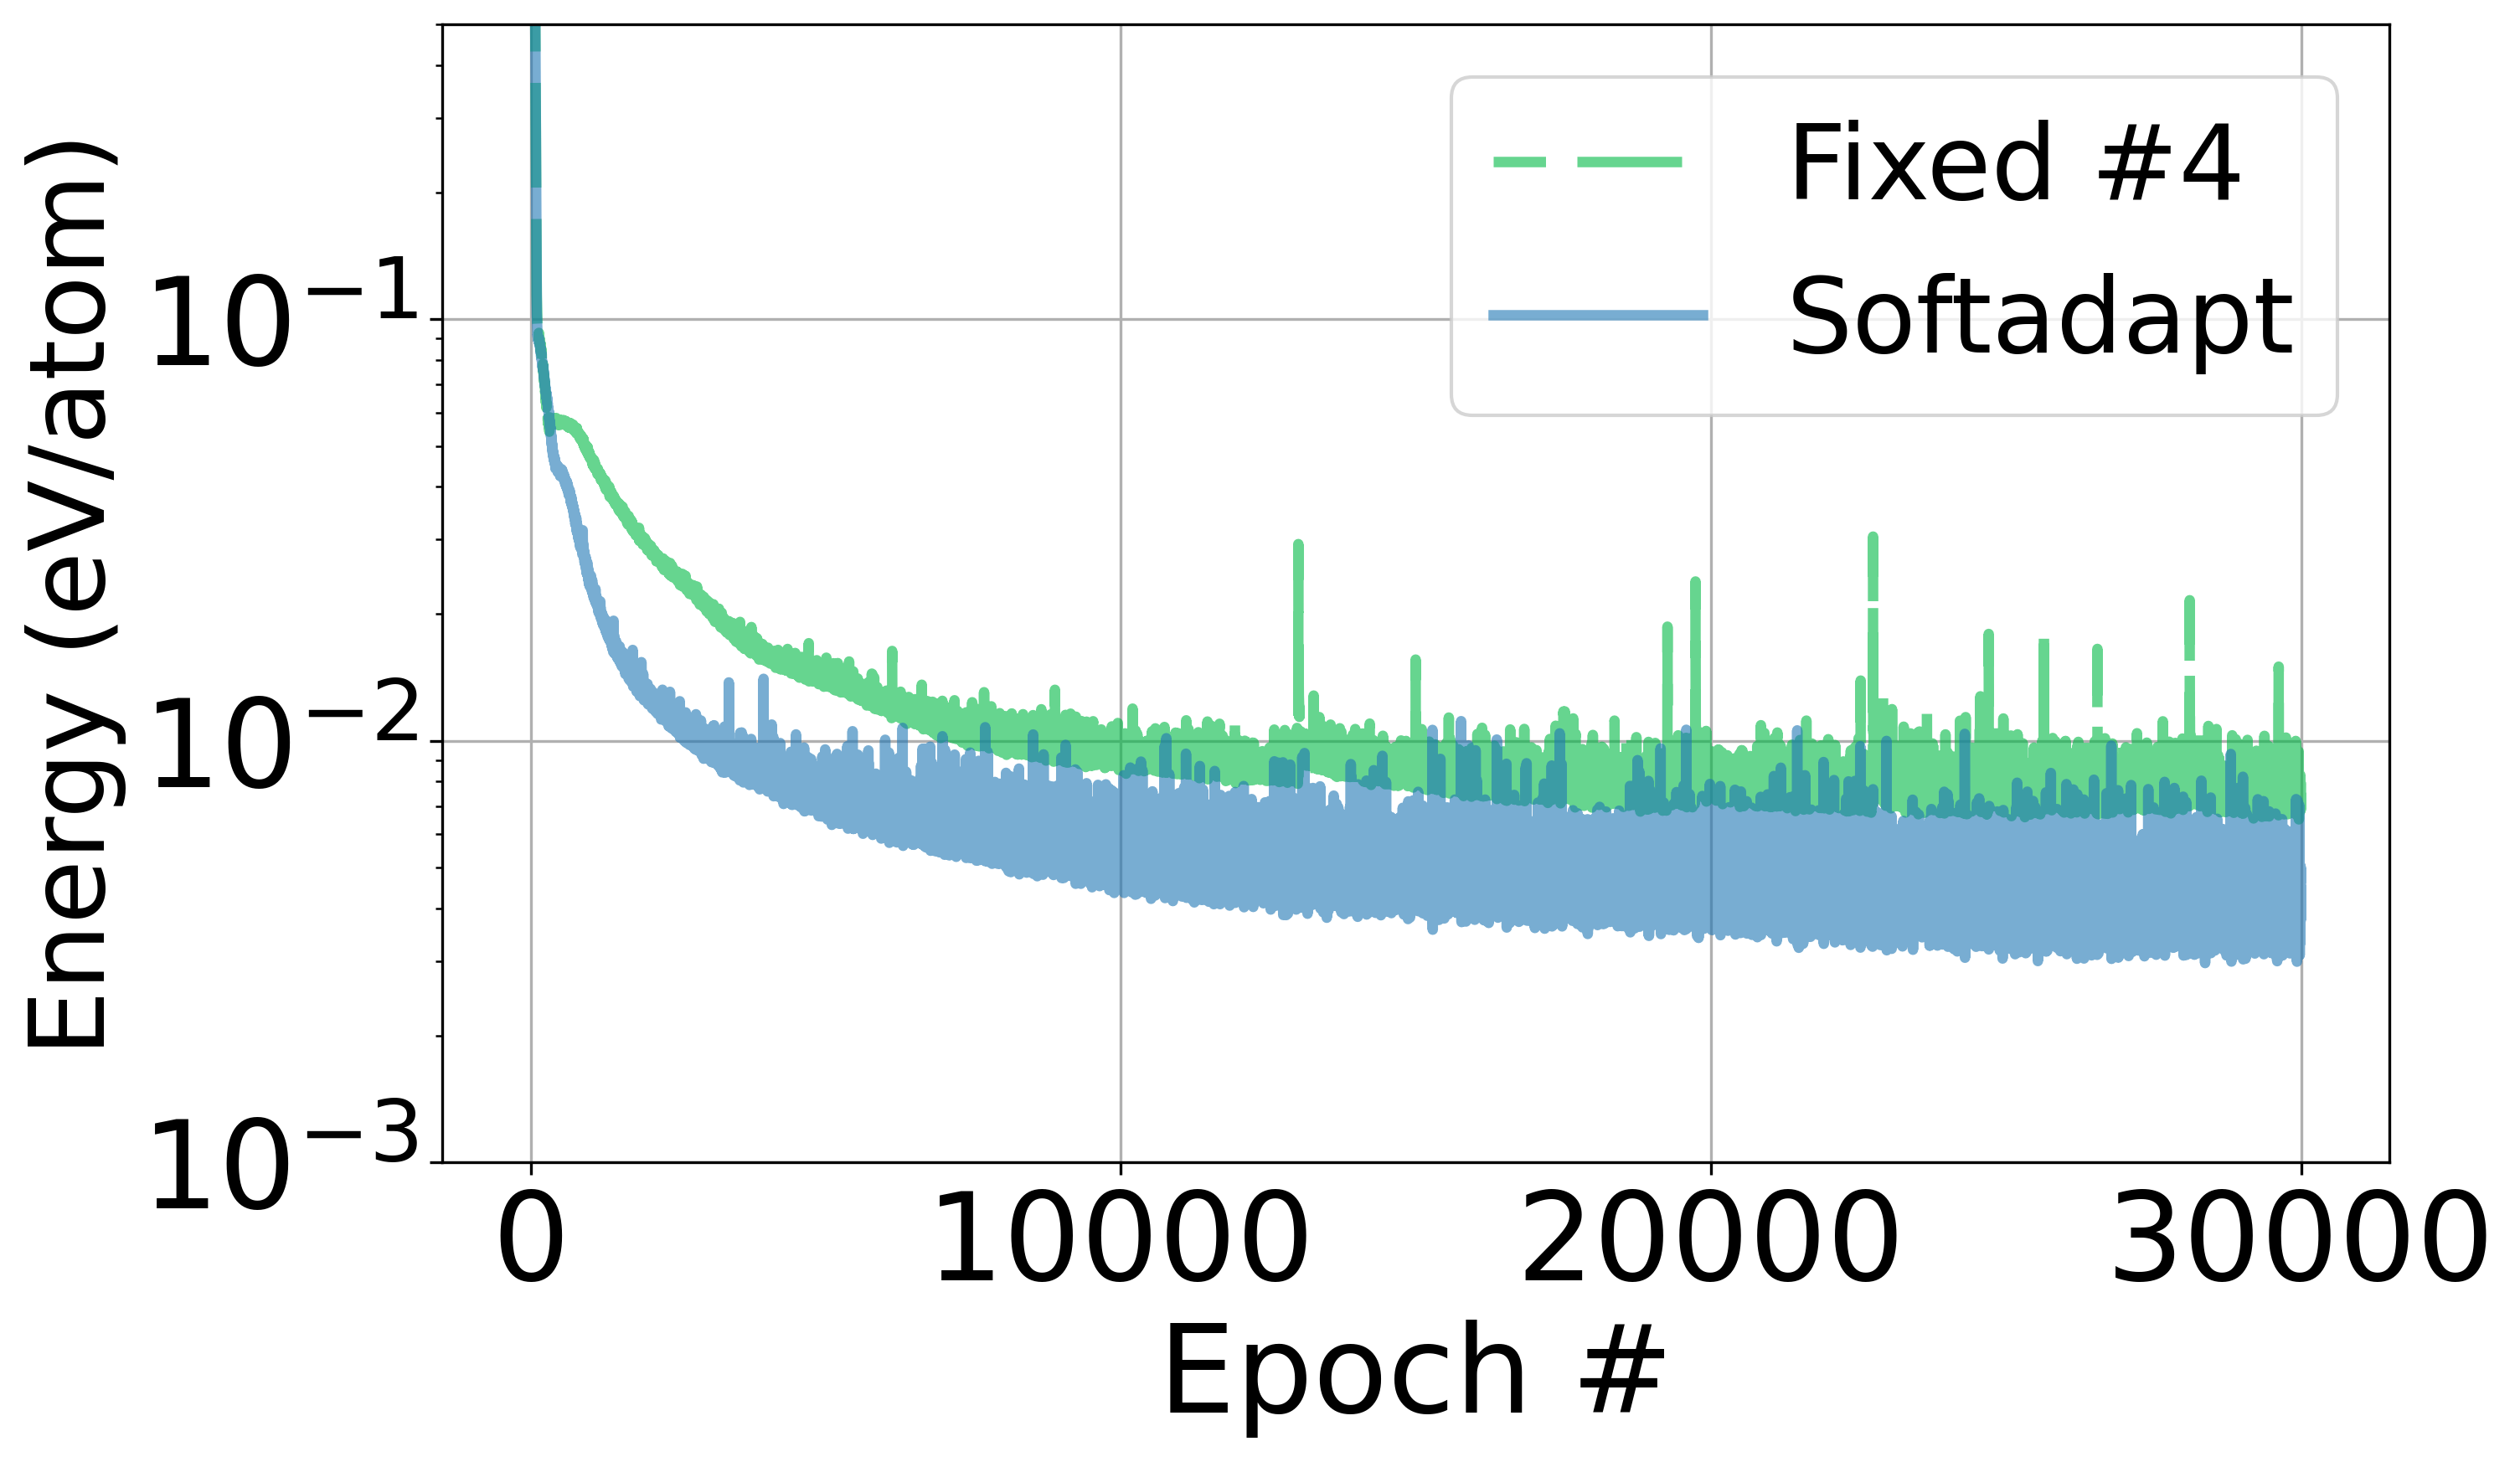 Energy (eV//atom)
10⁻¹
10⁻²
10⁻³
Fixed #4
Softadapt
0 10000 20000 30000
Epoch #